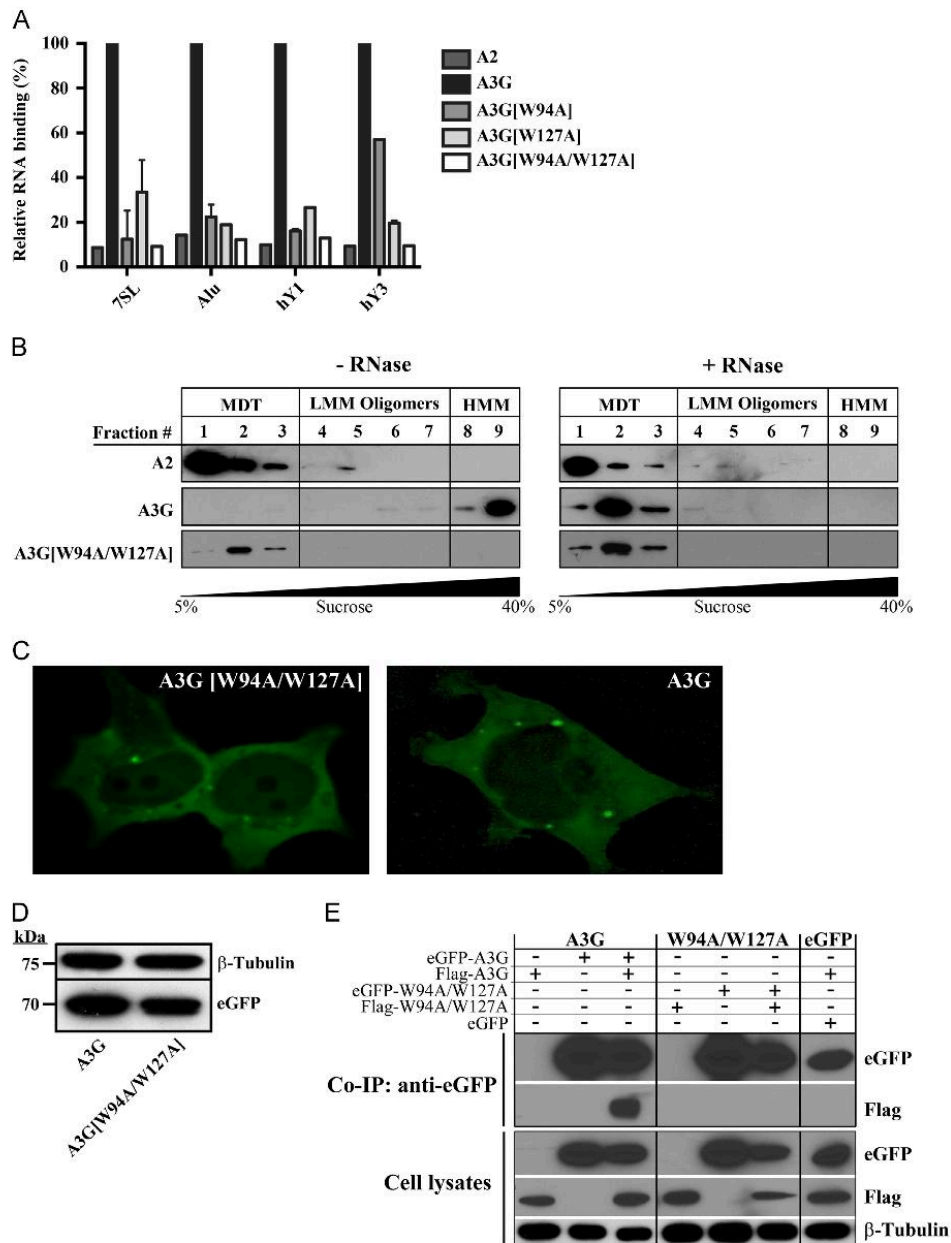 A
Relative RNA binding (%)
100
80
60
40
20
0
7SL
Alu
hY1
hY3
A2
A3G
A3G[W94A]
A3G[W127A]
A3G[W94A/W127A]
B
- RNase
+ RNase
MDT LMM Oligomers HMM
MDT LMM Oligomers HMM
Fraction # 1 2 3 4 5 6 7 8 9
1 2 3 4 5 6 7 8 9
A2
A3G
A3G[W94A/W127A]
5% Sucrose 40%
5% Sucrose 40%
C
A3G [W94A/W127A]
A3G
D
kDa
75 β-Tubulin
70 eGFP
A3G
A3G[W94A/W127A]
E
A3G W94A/W127A eGFP
eGFP-A3G - + + - - - -
Flag-A3G + - + - - - +
eGFP-W94A/W127A - - - - + + -
Flag-W94A/W127A - - - + - + -
eGFP - - - - - - +
Co-IP: anti-eGFP
eGFP
Flag
Cell lysates
eGFP
Flag
β-Tubulin